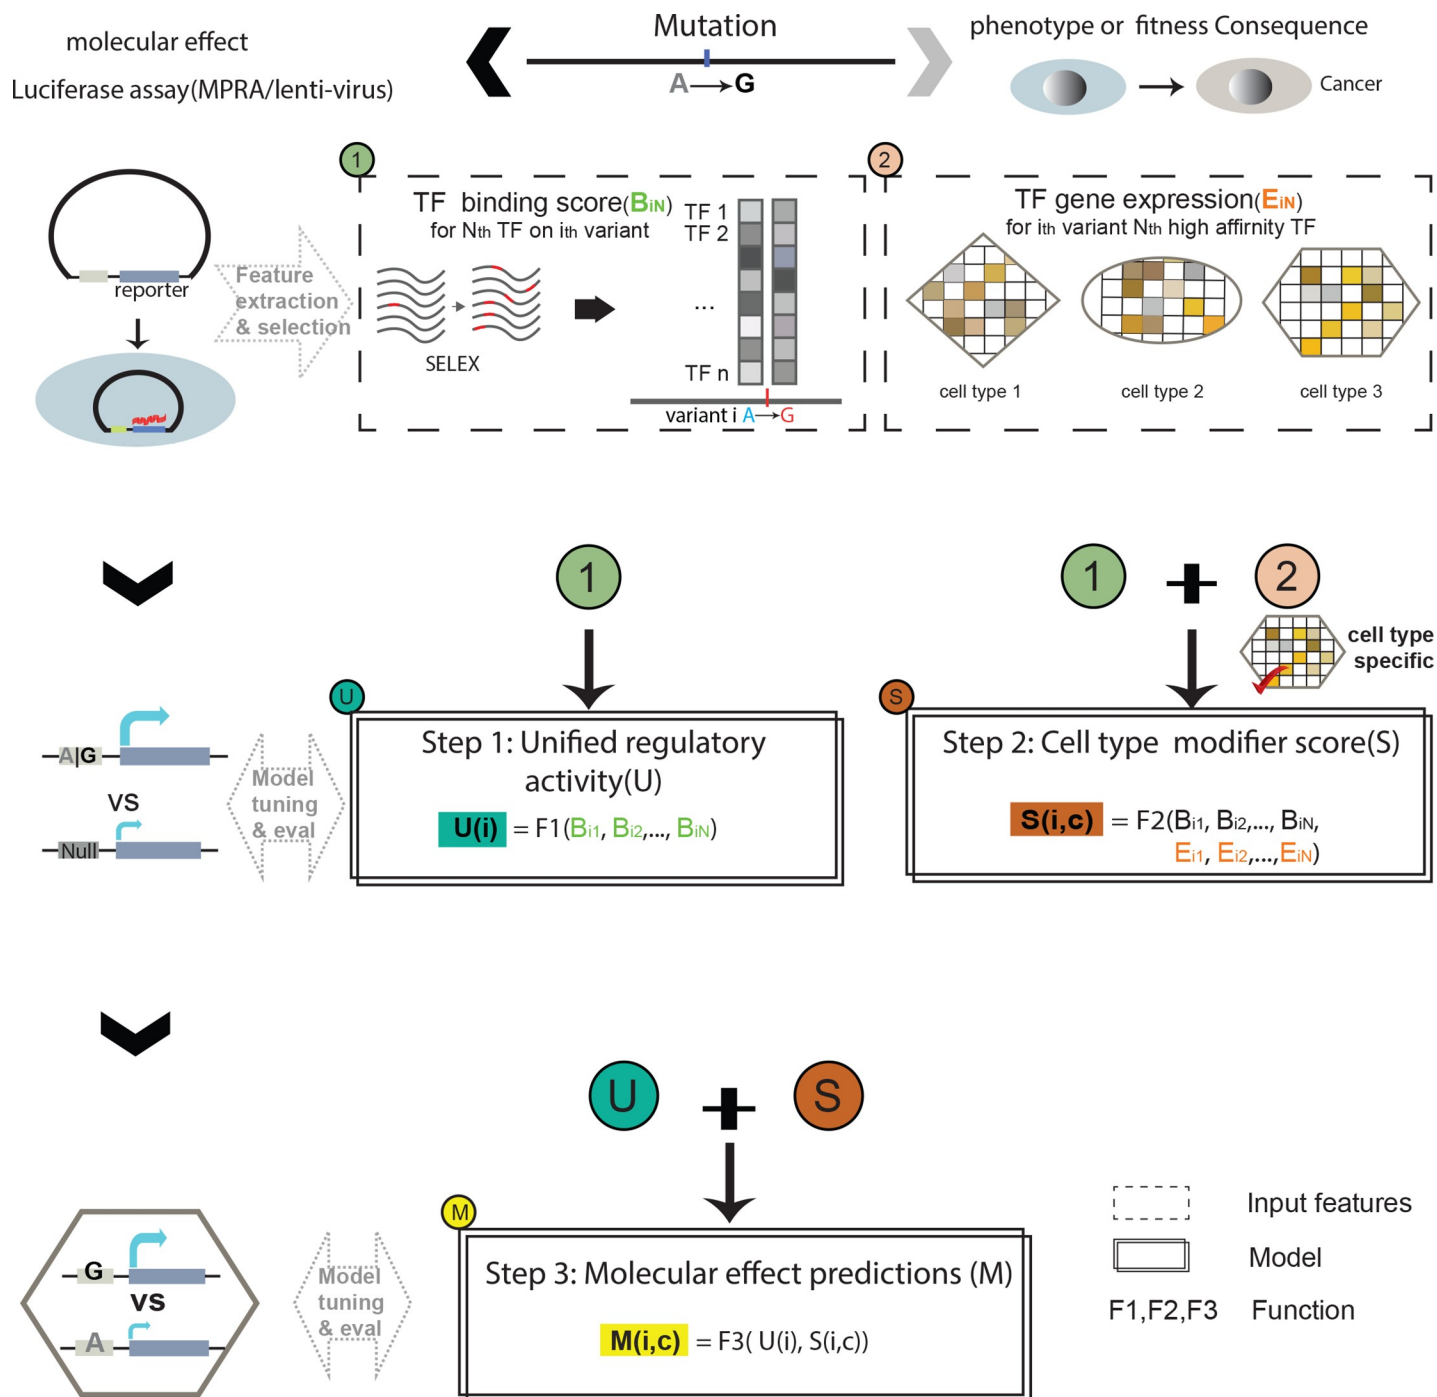 molecular effect
Luciferase assay(MPRA/lenti-virus)
Mutation
A→G
phenotype or fitness Consequence
Cancer
reporter
Feature
extraction
& selection
1
TF binding score(BiN)
for Nth TF on ith variant
SELEX
TF 1
TF 2
...
TF n
variant i A→G
2
TF gene expression(EiN)
for ith variant Nth high affirnity TF
cell type 1
cell type 2
cell type 3
1
1
2
cell type
specific
A|G
VS
Null
Model
tuning
& eval
U
Step 1: Unified regulatory
activity(U)
U(i) = F1(Bi1, Bi2,..., BiN)
S
Step 2: Cell type modifier score(S)
S(i,c) = F2(Bi1, Bi2,..., BiN,
Ei1, Ei2,...,EiN)
U
S
G
VS
A
Model
tuning
& eval
M
Step 3: Molecular effect predictions (M)
M(i,c) = F3( U(i), S(i,c))
Input features
Model
F1,F2,F3 Function